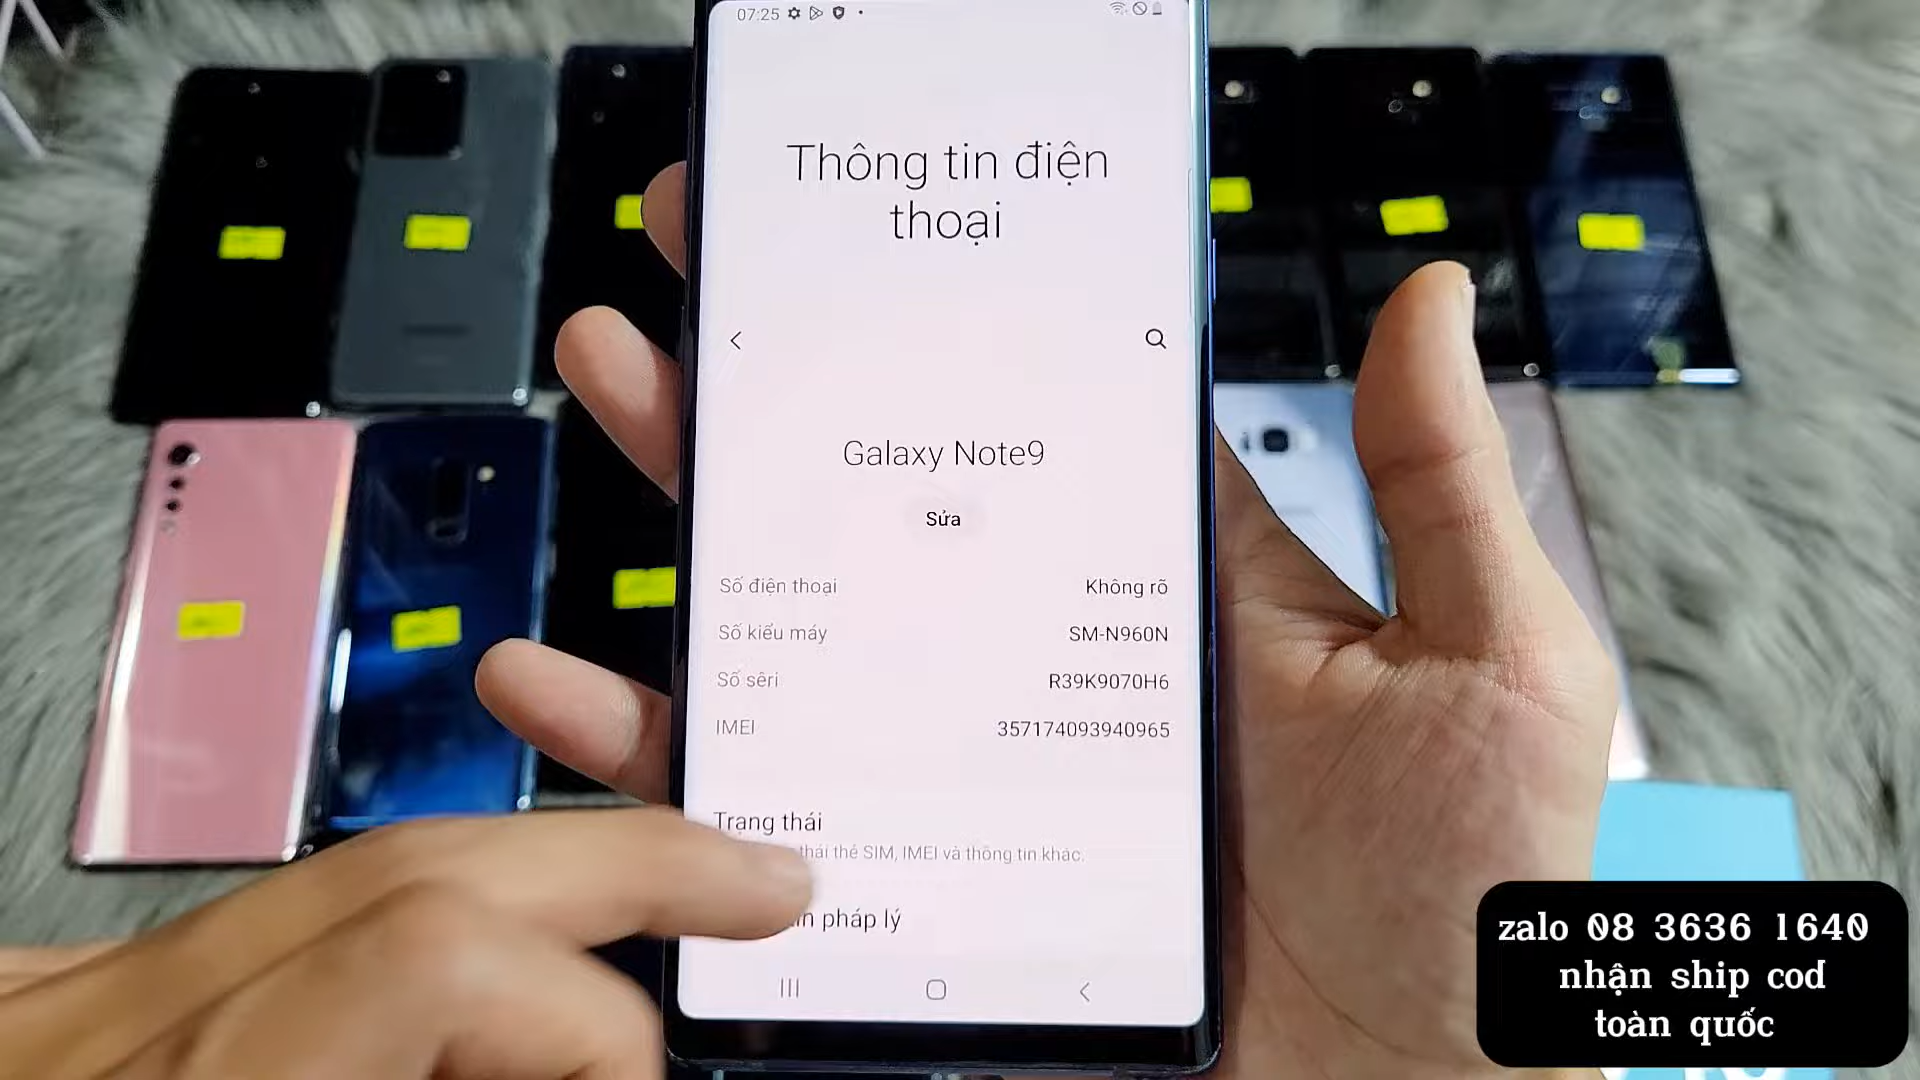 07:25
Thông tin điện
thoại
Galaxy Note9
Sửa
Số điện thoại Không rõ
Số kiểu máy SM-N960N
Số sêri R39K9070H6
IMEI 357174093940965
Trạng thái
thái thẻ SIM, IMEI và thông tin khác.
pháp lý
zalo 08 3636 1640
nhận ship cod
toàn quốc